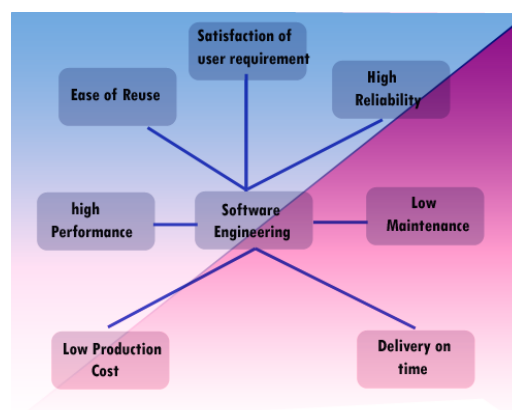 Satisfaction of
user requirement
Ease of Reuse
High
Reliability
high
Performance
Software
Engineering
Low
Maintenance
Low Production
Cost
Delivery on
time